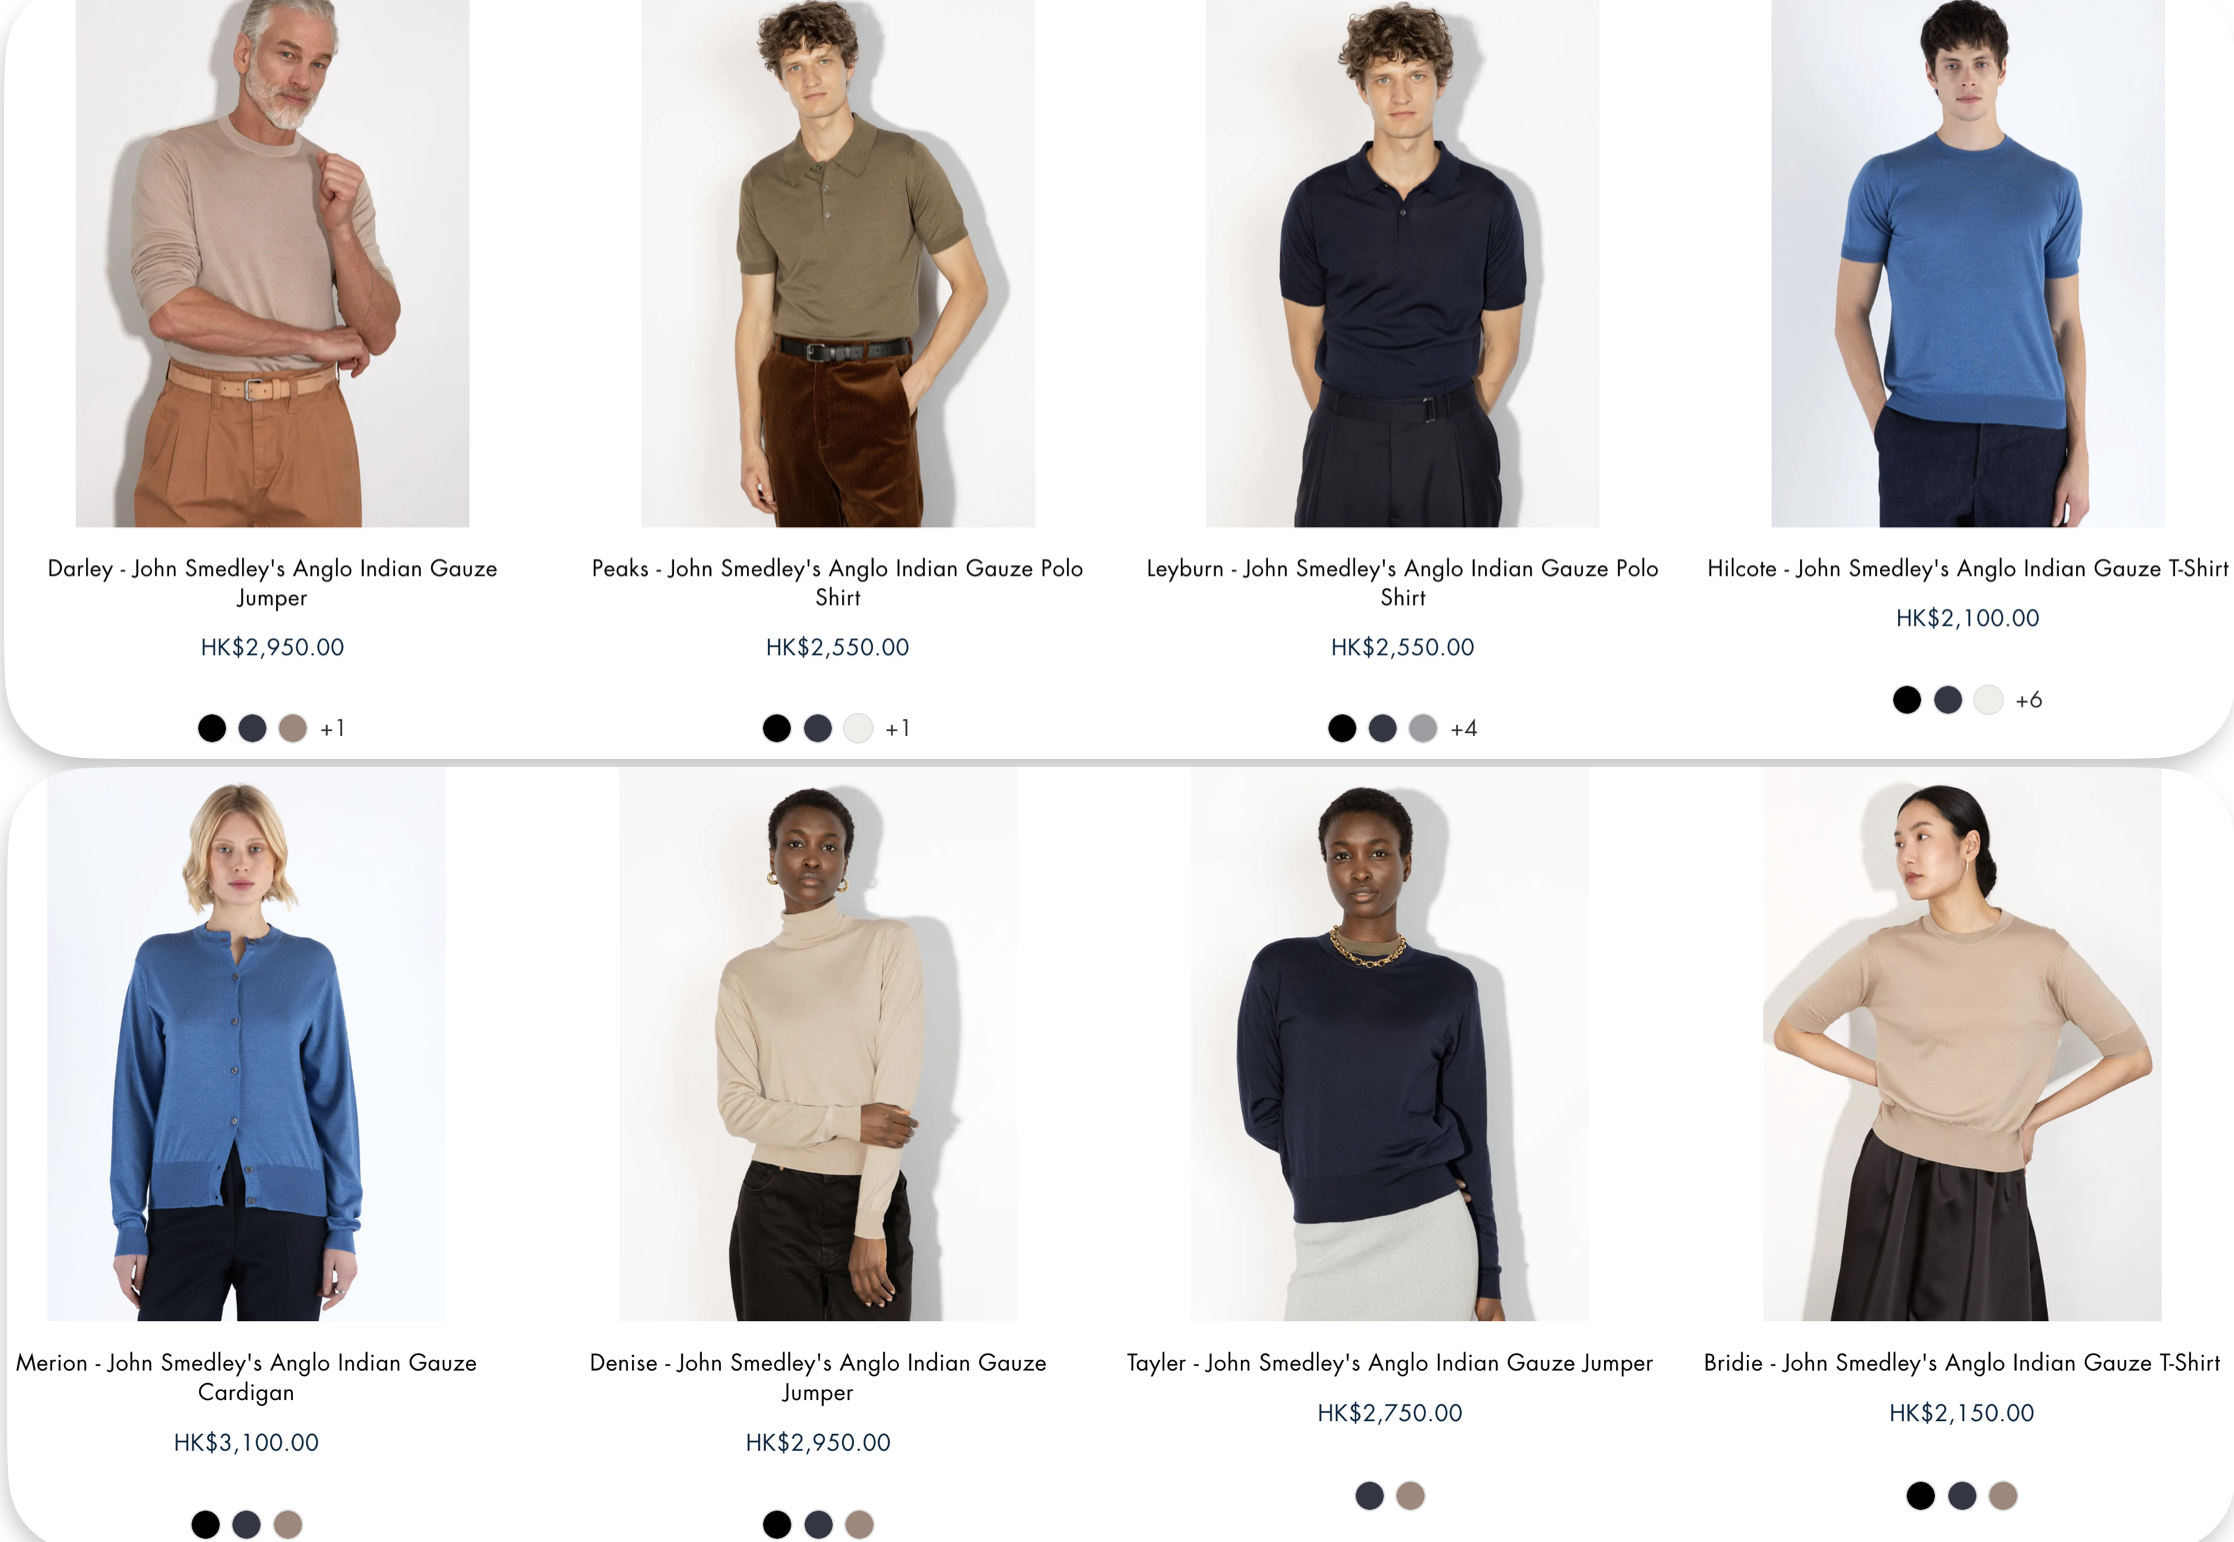 Darley - John Smedley's Anglo Indian Gauze
Jumper
HK$2,950.00
+1
Peaks - John Smedley's Anglo Indian Gauze Polo
Shirt
HK$2,550.00
+1
Leyburn - John Smedley's Anglo Indian Gauze Polo
Shirt
HK$2,550.00
+4
Hilcote - John Smedley's Anglo Indian Gauze T-Shirt
HK$2,100.00
+6
Merion - John Smedley's Anglo Indian Gauze
Cardigan
HK$3,100.00
Denise - John Smedley's Anglo Indian Gauze
Jumper
HK$2,950.00
Tayler - John Smedley's Anglo Indian Gauze Jumper
HK$2,750.00
Bridie - John Smedley's Anglo Indian Gauze T-Shirt
HK$2,150.00